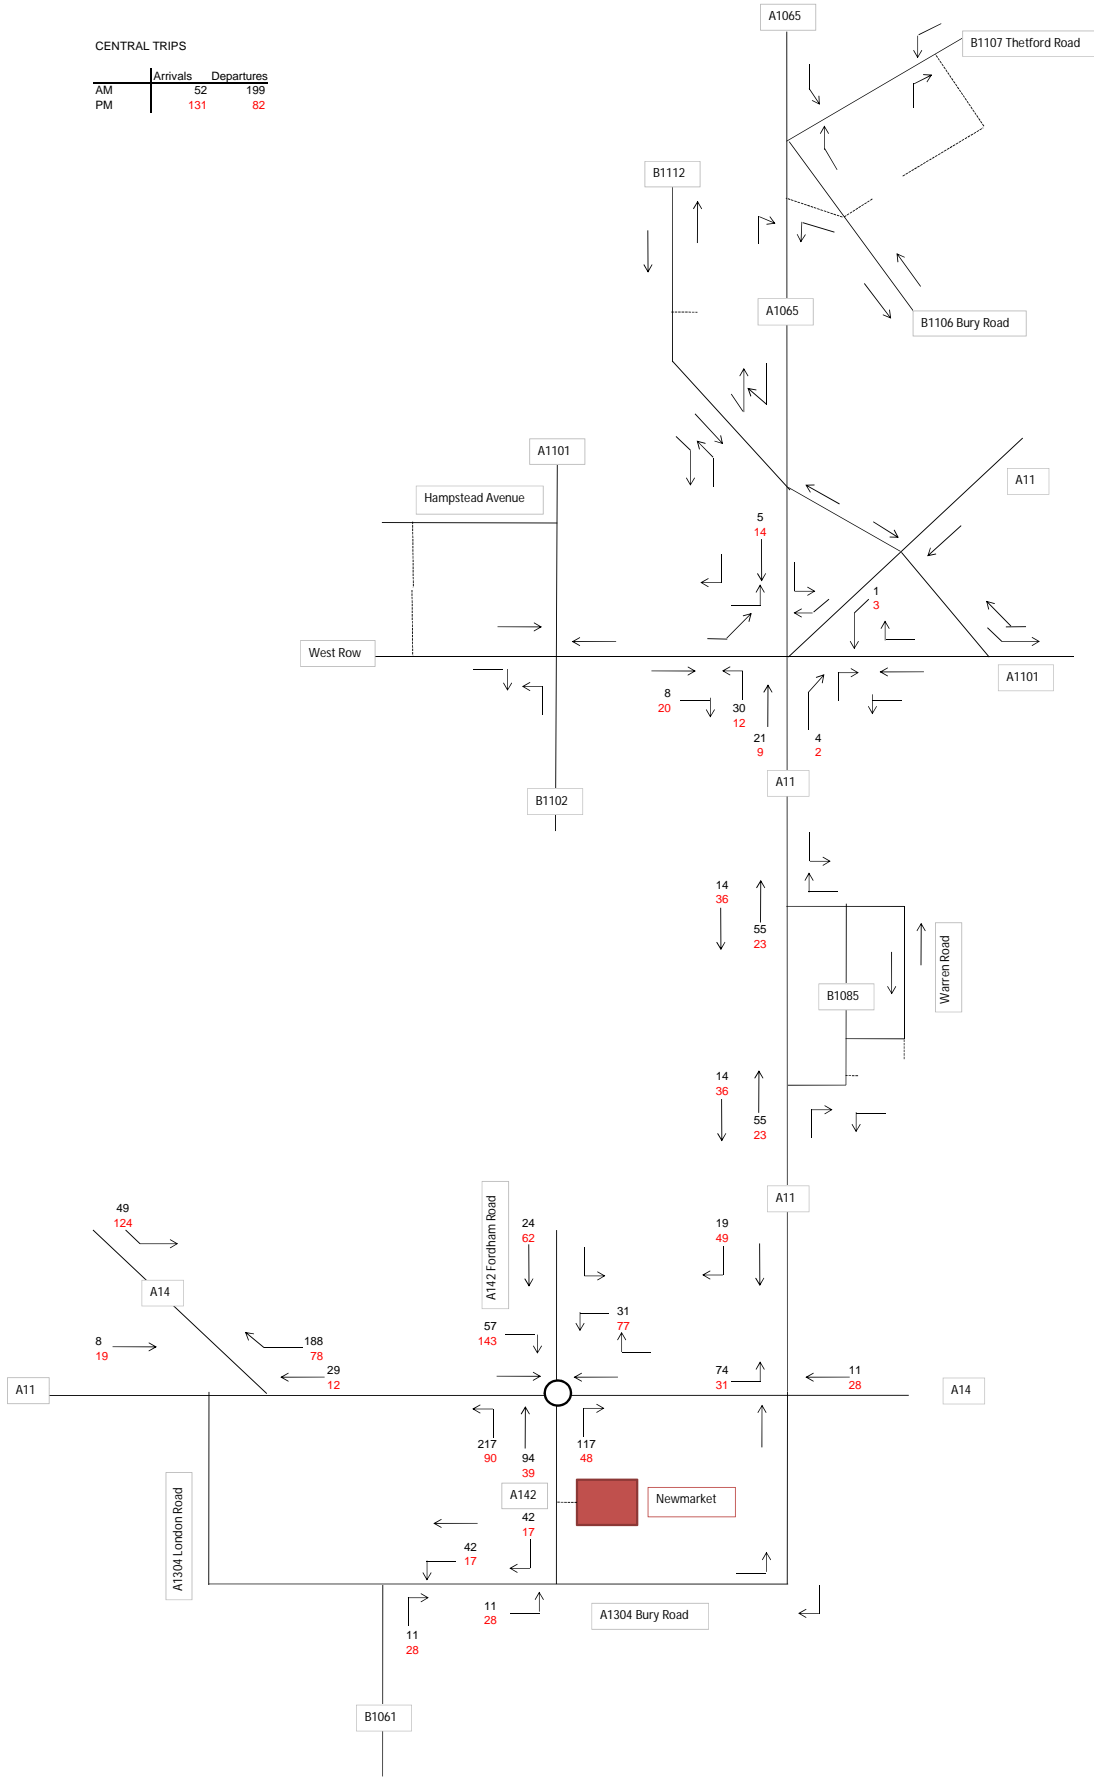 A1065
B1107 Thetford Road
CENTRAL TRIPS
Arrivals Departures
AM 52 199
PM 131 82
B1112
A1065
B1106 Bury Road
A1101
A11
Hampstead Avenue
5
14
1
3
West Row
A1101
8
20
30
12
21
9
4
2
A11
B1102
14
36
55
23
Warren Road
B1085
14
36
55
23
A11
A142 Fordham Road
49
124
24
62
19
49
A14
31
77
57
143
8
19
188
78
29
12
74
31
11
28
A11
A14
217
90
94
39
117
48
A142
Newmarket
A1304 London Road
42
17
42
17
11
28
A1304 Bury Road
11
28
B1061